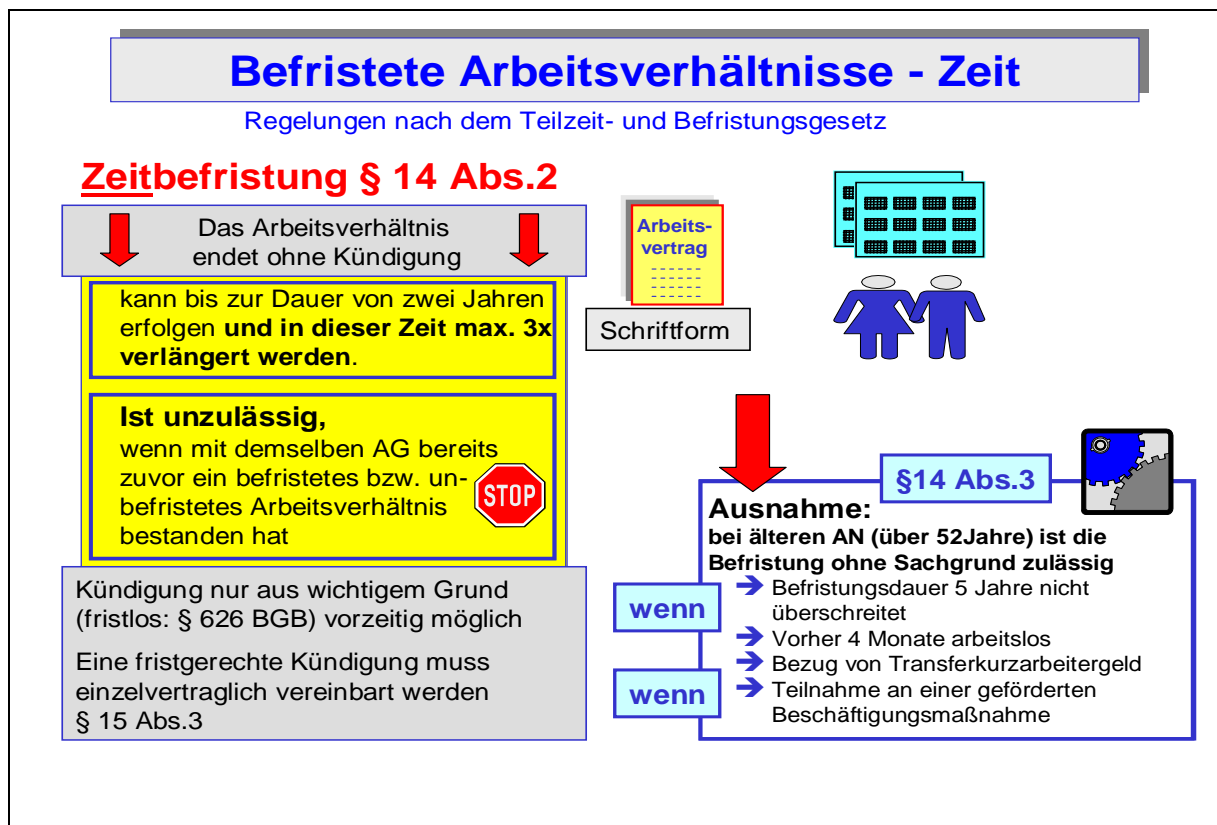 Befristete Arbeitsverhältnisse - Zeit
Regelungen nach dem Teilzeit- und Befristungsgesetz
Zeitbefristung § 14 Abs.2
Das Arbeitsverhältnis
endet ohne Kündigung
kann bis zur Dauer von zwei Jahren
erfolgen und in dieser Zeit max. 3x
verlängert werden.
Ist unzulässig,
wenn mit demselben AG bereits
zuvor ein befristetes bzw. un-
befristetes Arbeitsverhältnis
bestanden hat
STOP
Kündigung nur aus wichtigem Grund
(fristlos: § 626 BGB) vorzeitig möglich
Eine fristgerechte Kündigung muss
einzelvertraglich vereinbart werden
§ 15 Abs.3
Arbeits-
vertrag
Schriftform
§14 Abs.3
Ausnahme:
bei älteren AN (über 52Jahre) ist die
Befristung ohne Sachgrund zulässig
wenn
Befristungsdauer 5 Jahre nicht
überschreitet
Vorher 4 Monate arbeitslos
wenn
Bezug von Transferkurzarbeitergeld
Teilnahme an einer geförderten
Beschäftigungsmaßnahme